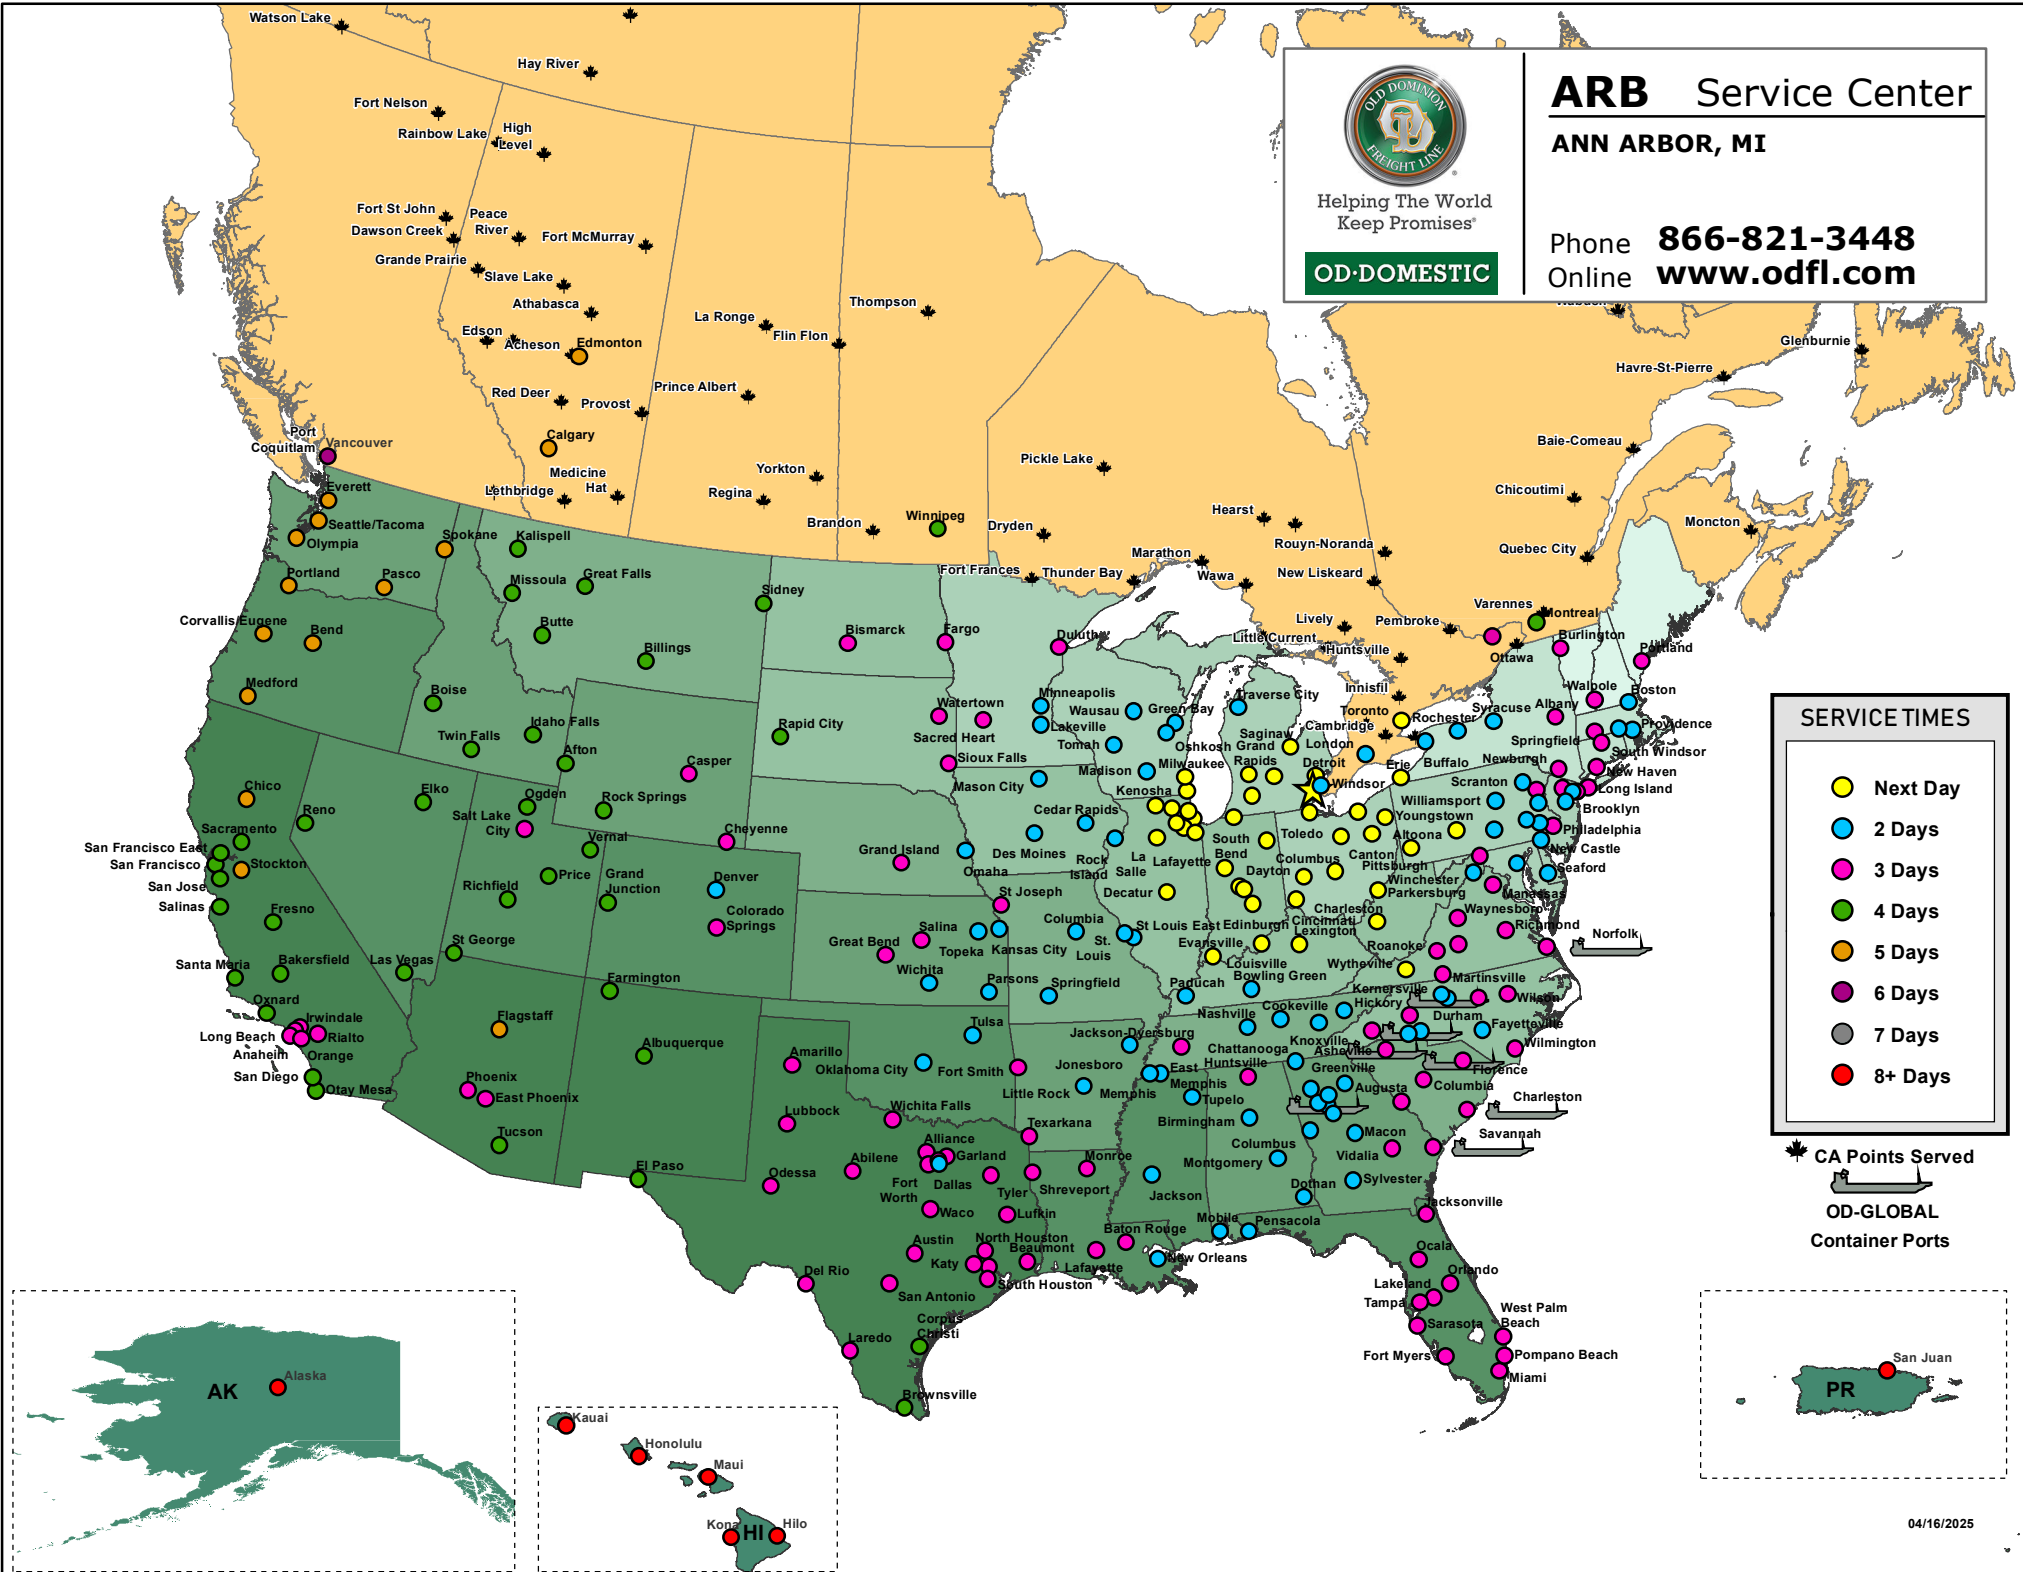 Watson Lake
Hay River
Fort Nelson
Rainbow Lake
High
Level
Fort St John
Dawson Creek
Peace
River
Fort McMurray
Grande Prairie
Slave Lake
Athabasca
Edson
Acheson
Edmonton
Red Deer
Provost
Calgary
Medicine
Hat
Lethbridge
La Ronge
Flin Flon
Thompson
Prince Albert
Yorkton
Regina
Brandon
Winnipeg
Dryden
Pickle Lake
Fort Frances
Thunder Bay
Marathon
Wawa
Hearst
Rouyn-Noranda
New Liskeard
Lively
Little Current
Huntsville
Pembroke
Ottawa
Varennes
Montreal
Innisfil
Toronto
Cambridge
London
Windsor
Quebec City
Chicoutimi
Baie-Comeau
Havre-St-Pierre
Glenburnie
Moncton
OLD DOMINION
FREIGHT LINE
Helping The World
Keep Promises®
OD·DOMESTIC
ARB Service Center
ANN ARBOR, MI
Phone 866-821-3448
Online www.odfl.com
Port
Coquitlam
Vancouver
Everett
Seattle/Tacoma
Olympia
Spokane
Portland
Pasco
Corvallis/Eugene
Bend
Medford
Kalispell
Missoula
Great Falls
Butte
Billings
Sidney
Boise
Twin Falls
Idaho Falls
Afton
Casper
Rock Springs
Cheyenne
Ogden
Salt Lake
City
Vernal
Price
Richfield
St George
Elko
Reno
Las Vegas
Chico
Sacramento
San Francisco East
San Francisco
Stockton
San Jose
Salinas
Fresno
Santa Maria
Bakersfield
Oxnard
Irwindale
Long Beach
Rialto
Anaheim
Orange
San Diego
Otay Mesa
Flagstaff
Phoenix
East Phoenix
Tucson
Farmington
Albuquerque
El Paso
Grand
Junction
Denver
Colorado
Springs
Bismarck
Fargo
Duluth
Rapid City
Watertown
Sacred Heart
Sioux Falls
Minneapolis
Lakeville
Wausau
Green Bay
Tomah
Oshkosh
Madison
Milwaukee
Kenosha
Mason City
Cedar Rapids
Des Moines
Rock
Island
La
Salle
Omaha
Grand Island
St Joseph
Salina
Great Bend
Topeka
Kansas City
Wichita
Parsons
Columbia
St.
Louis
St Louis East
Springfield
Decatur
Lafayette
South
Bend
Traverse City
Saginaw
Grand
Rapids
Detroit
Toledo
Columbus
Dayton
Canton
Youngstown
Erie
Cincinnati
Edinburgh
Evansville
Louisville
Lexington
Bowling Green
Paducah
Charleston
Parkersburg
Winchester
Pittsburgh
Altoona
Williamsport
Scranton
Buffalo
Rochester
Syracuse
Albany
Newburgh
Burlington
Portland
Walpole
Boston
Providence
Springfield
South Windsor
New Haven
Long Island
Brooklyn
Philadelphia
New Castle
Seaford
Manassas
Waynesboro
Richmond
Norfolk
Roanoke
Wytheville
Martinsville
Kernersville
Hickory
Durham
Wilson
Fayetteville
Wilmington
Asheville
Knoxville
Cookeville
Nashville
Chattanooga
Huntsville
Jackson-Dyersburg
Jonesboro
East
Memphis
Memphis
Tupelo
Little Rock
Fort Smith
Tulsa
Oklahoma City
Amarillo
Lubbock
Wichita Falls
Texarkana
Alliance
Garland
Abilene
Odessa
Fort
Worth
Dallas
Tyler
Shreveport
Monroe
Waco
Lufkin
Austin
North Houston
Beaumont
Katy
South Houston
San Antonio
Del Rio
Laredo
Corpus
Christi
Brownsville
Lafayette
Baton Rouge
New Orleans
Jackson
Mobile
Pensacola
Birmingham
Montgomery
Columbus
Dothan
Greenville
Augusta
Macon
Vidalia
Sylvester
Columbia
Florence
Charleston
Savannah
Jacksonville
Ocala
Orlando
Lakeland
Tampa
Sarasota
West Palm
Beach
Fort Myers
Pompano Beach
Miami
SERVICE TIMES
Next Day
2 Days
3 Days
4 Days
5 Days
6 Days
7 Days
8+ Days
CA Points Served
OD-GLOBAL
Container Ports
AK
Alaska
Kauai
Honolulu
Maui
Kona
HI
Hilo
San Juan
PR
04/16/2025